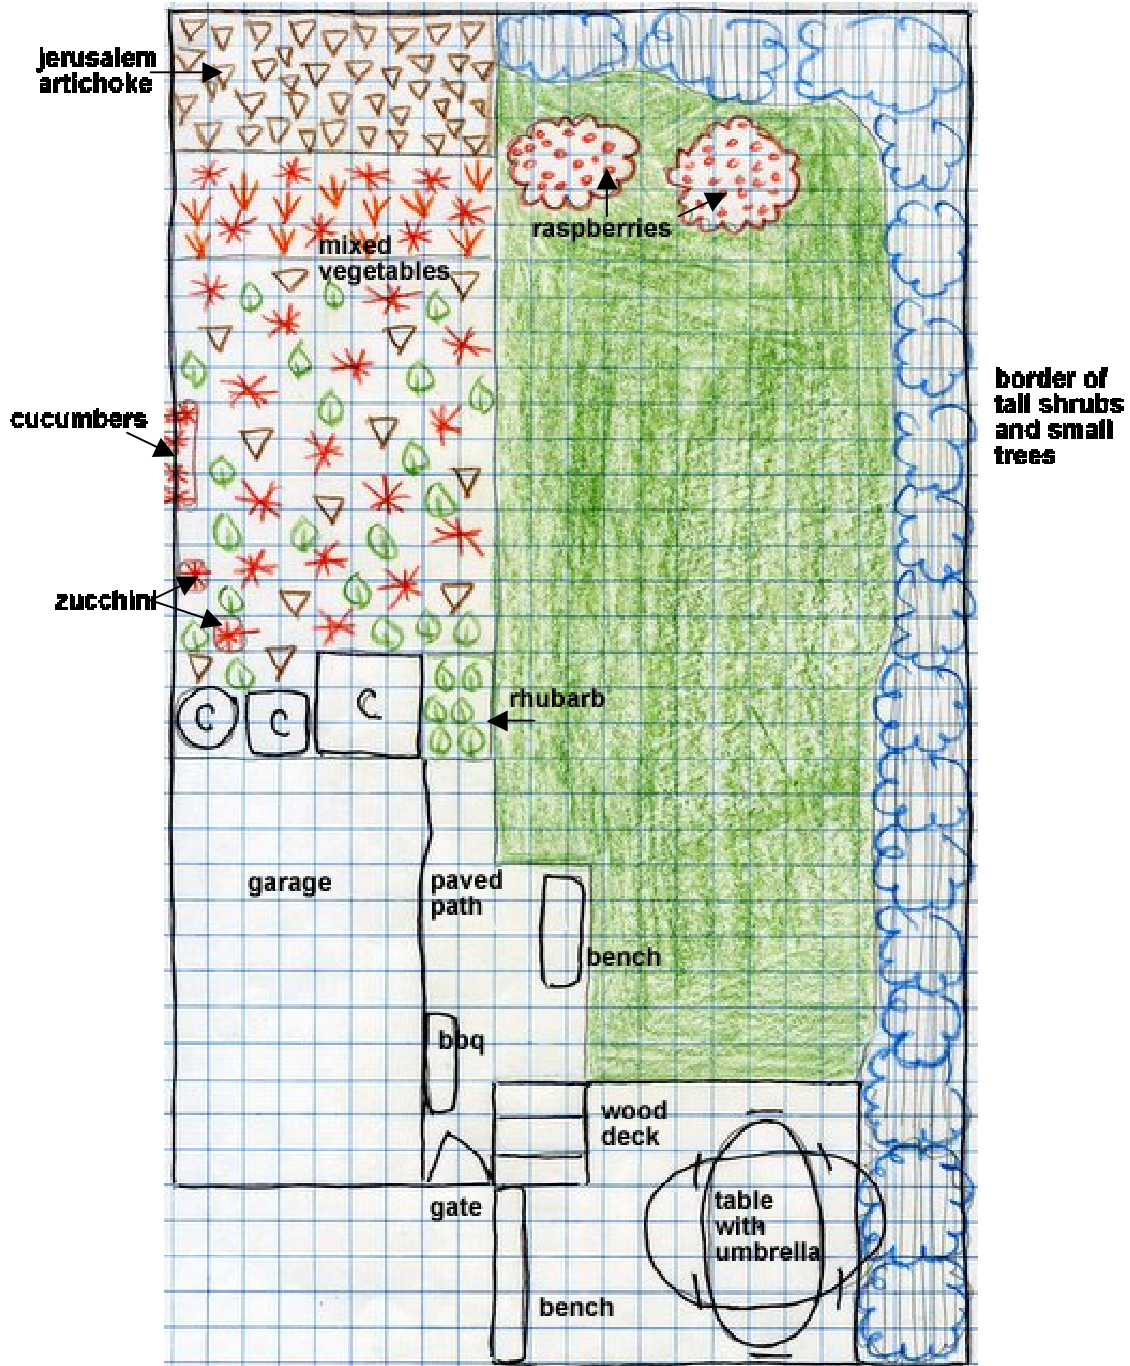 jerusalem
artichoke
raspberries
mixed
vegetables
border of
tall shrubs
and small
trees
cucumbers
zucchini
rhubarb
C C C
garage
paved
path
bench
bbq
wood
deck
gate
table
with
umbrella
bench